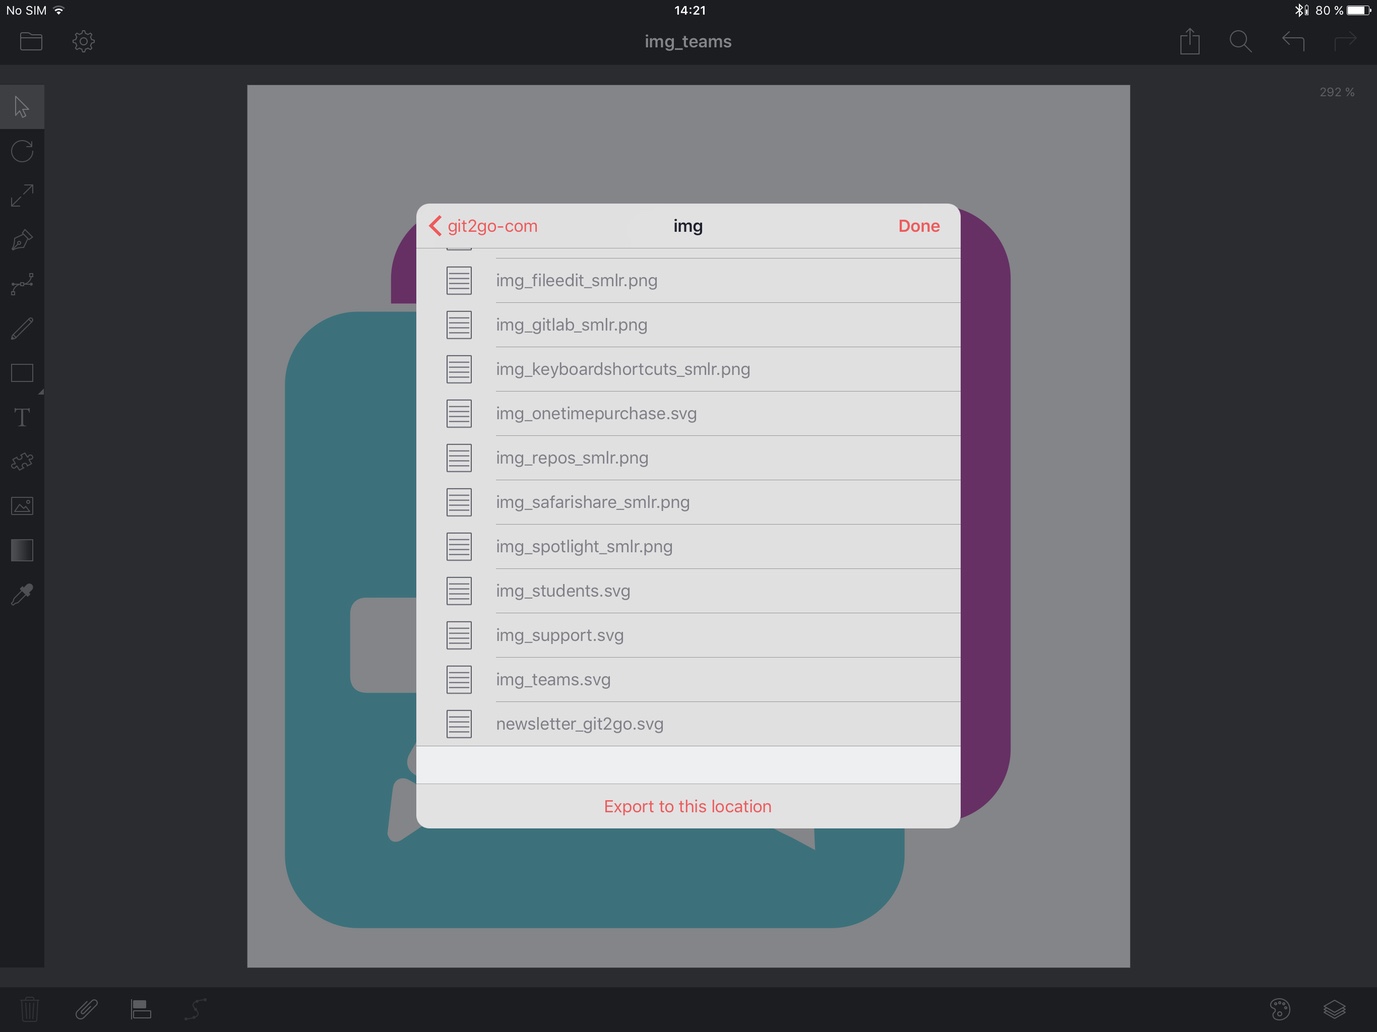 No SIM 14:21 80 %
img_teams
292 %
git2go-com img Done
img_fileedit_smlr.png
img_gitlab_smlr.png
img_keyboardshortcuts_smlr.png
img_onetimepurchase.svg
img_repos_smlr.png
img_safarishare_smlr.png
img_spotlight_smlr.png
img_students.svg
img_support.svg
img_teams.svg
newsletter_git2go.svg
Export to this location
T